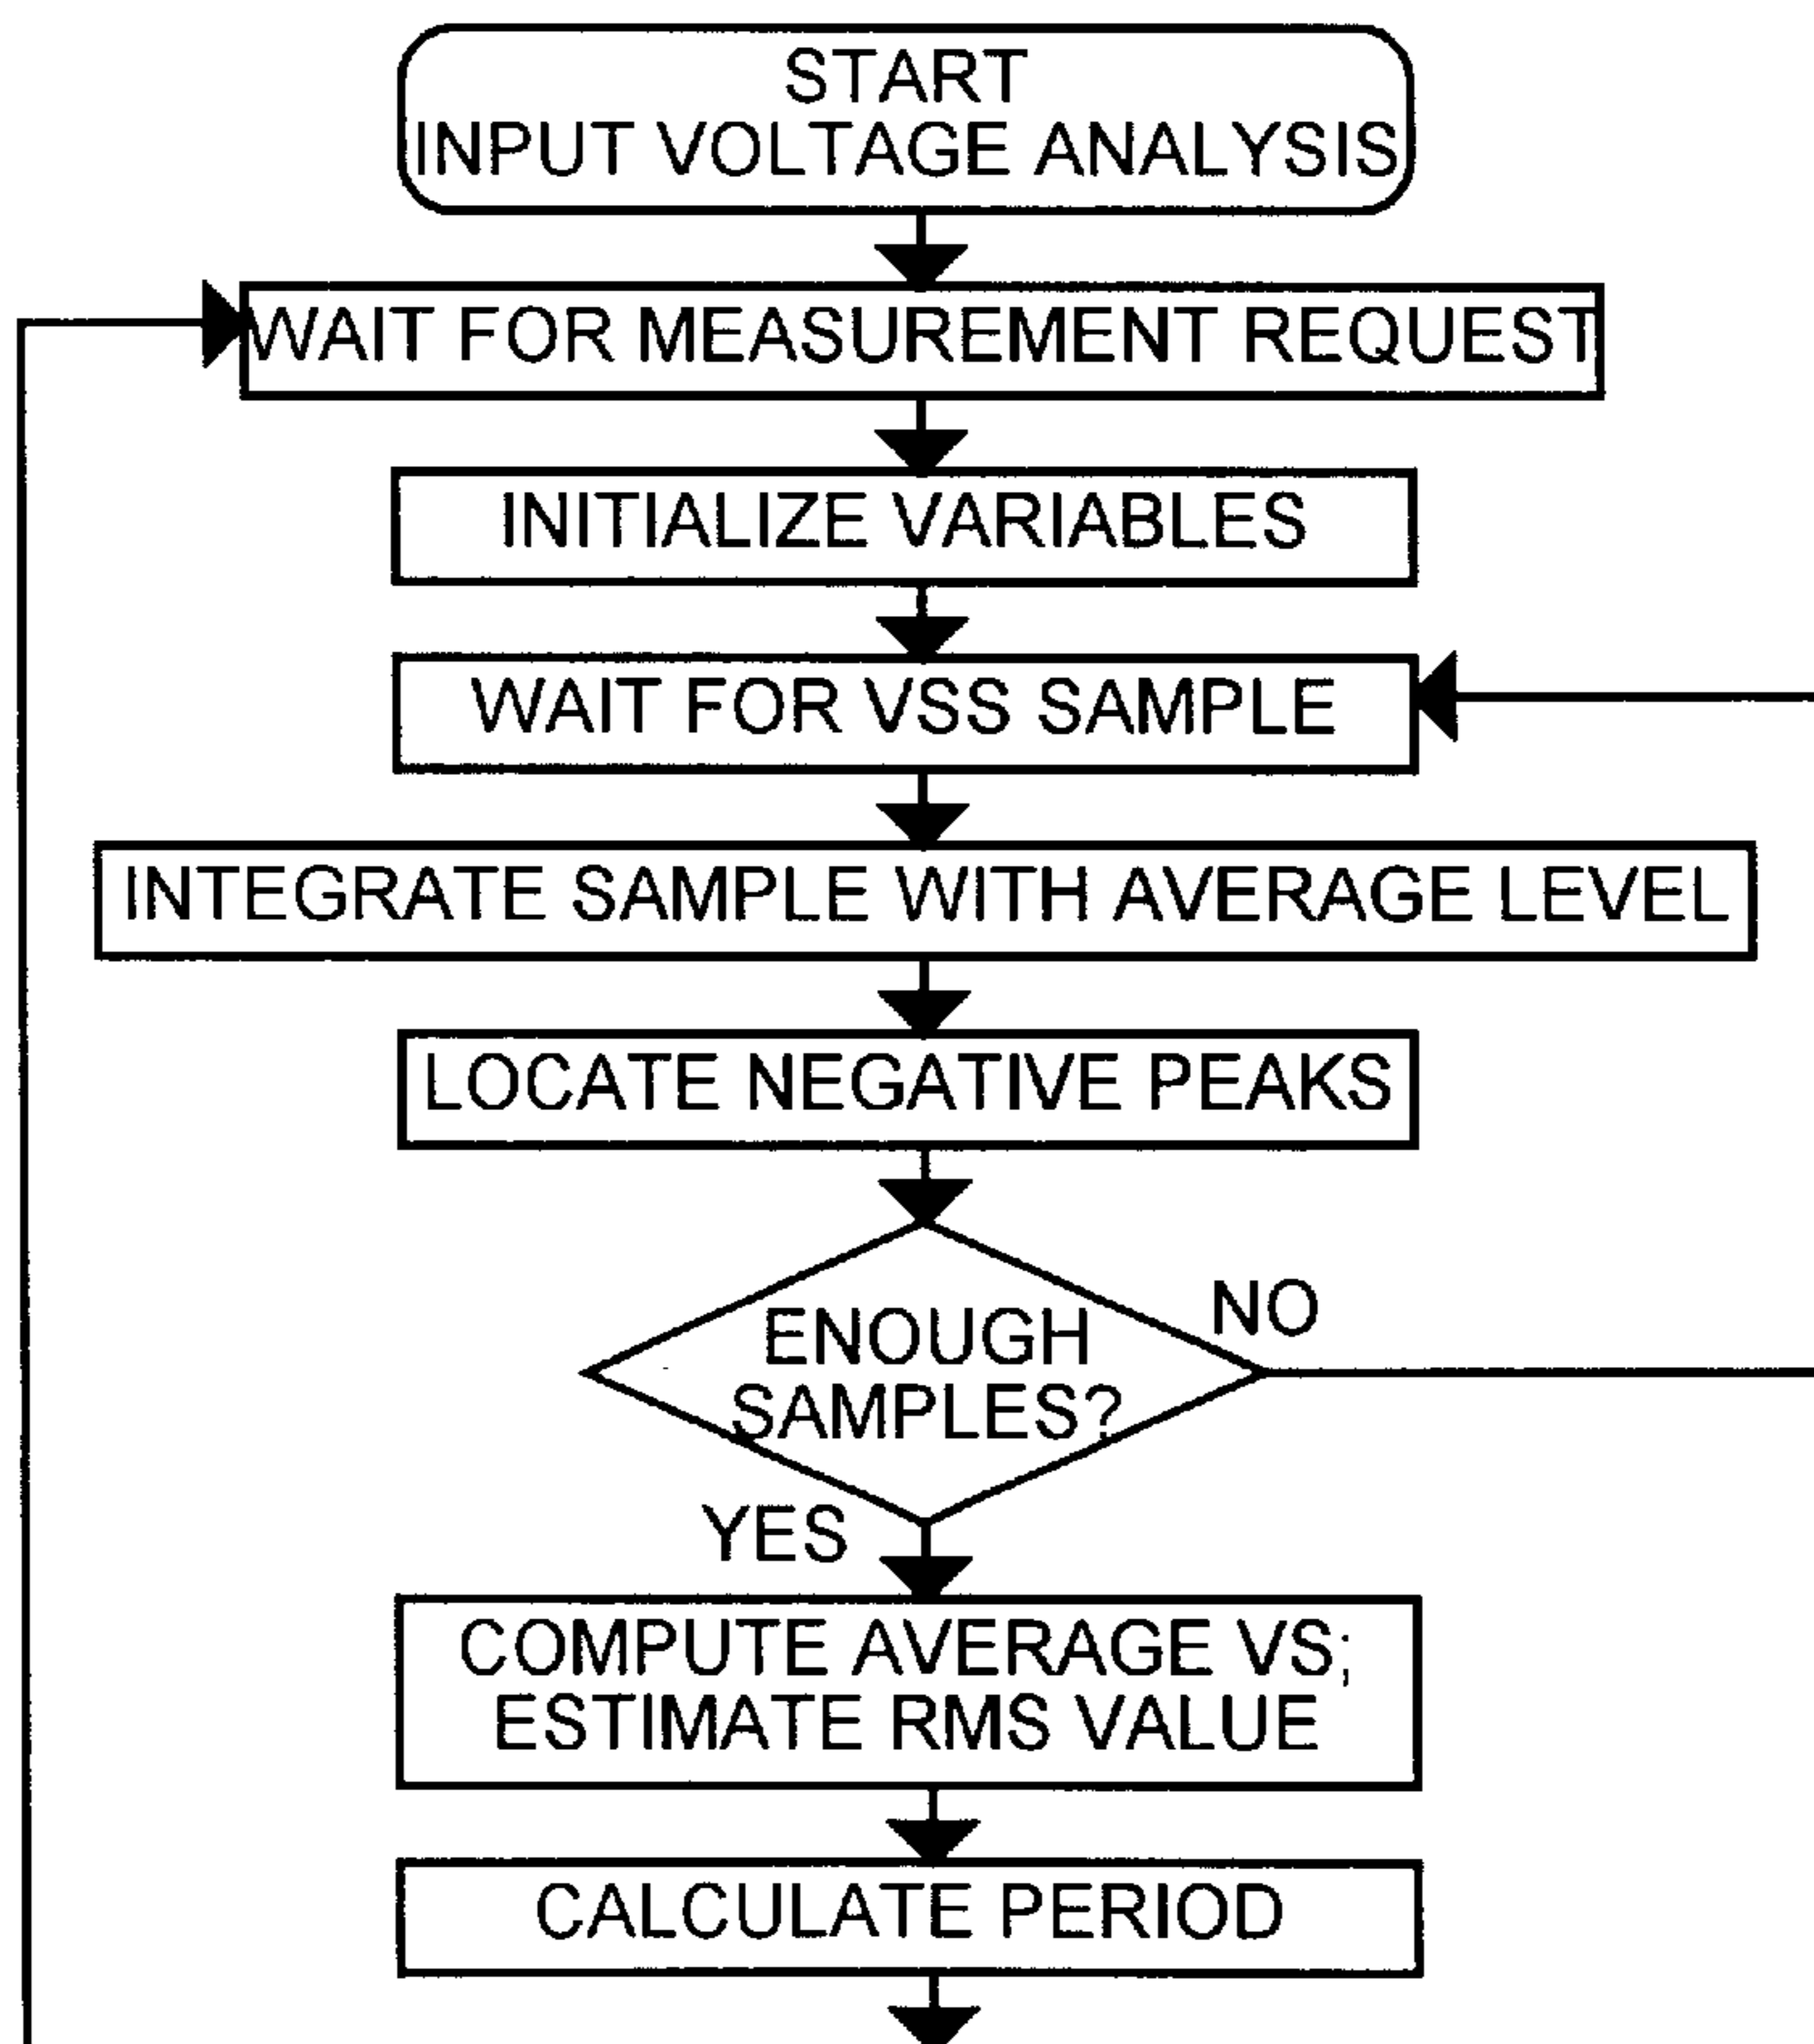 START
INPUT VOLTAGE ANALYSIS
WAIT FOR MEASUREMENT REQUEST
INITIALIZE VARIABLES
WAIT FOR VSS SAMPLE
INTEGRATE SAMPLE WITH AVERAGE LEVEL
LOCATE NEGATIVE PEAKS
NO
ENOUGH
SAMPLES?
YES
COMPUTE AVERAGE VS;
ESTIMATE RMS VALUE
CALCULATE PERIOD